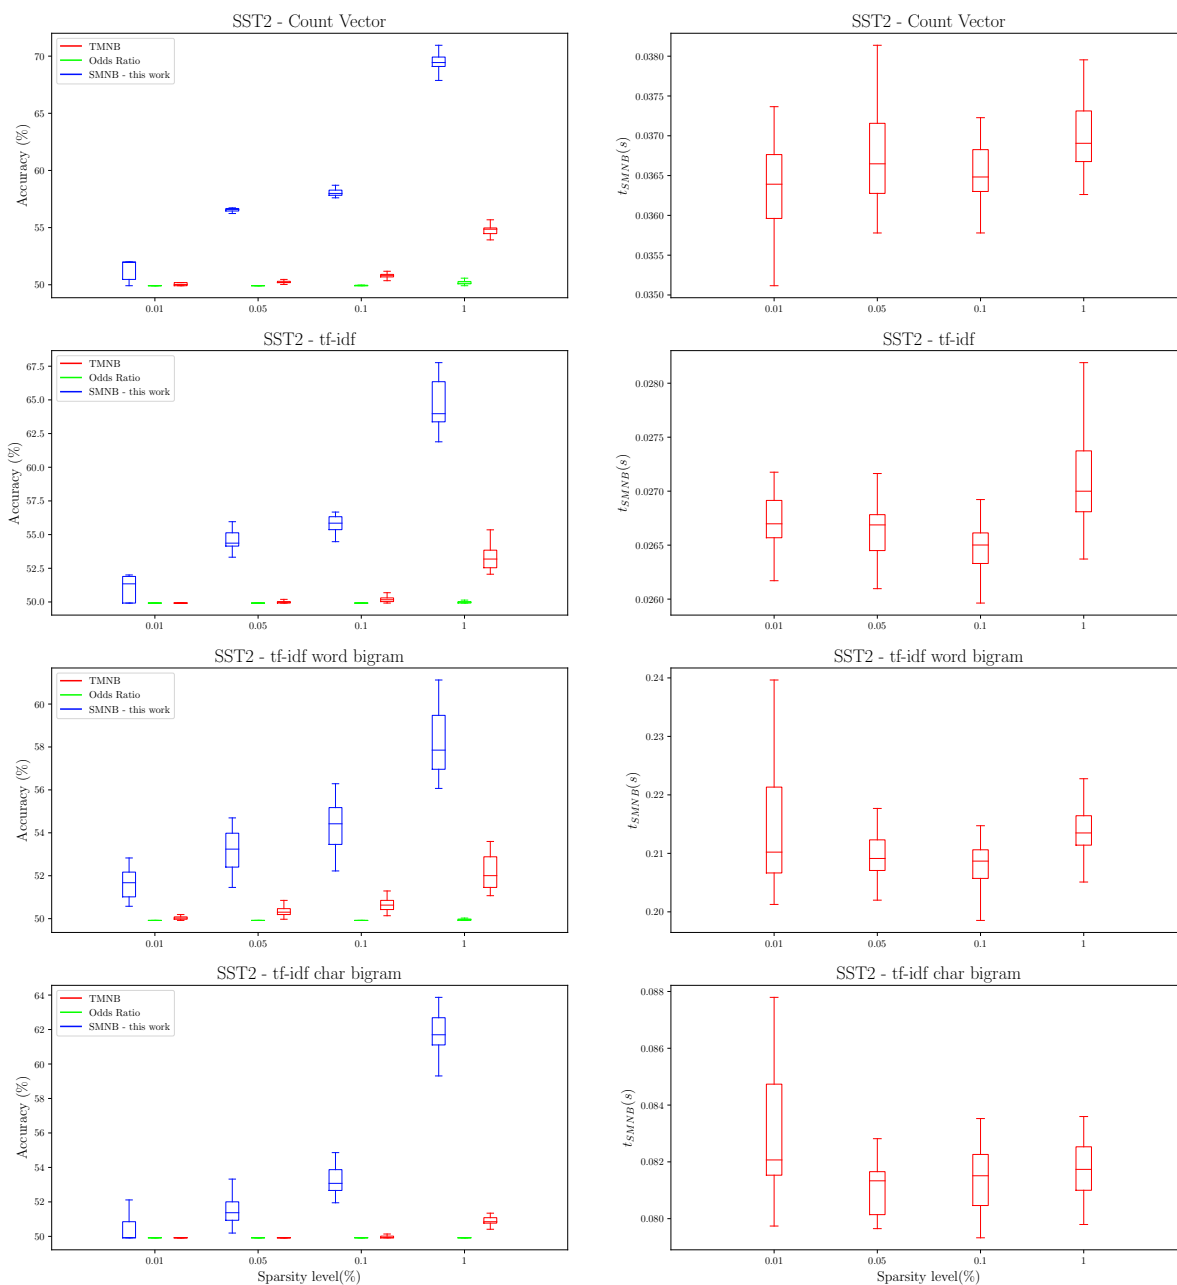 SST2 - Count Vector
Accuracy (%)
70
65
60
55
50
TMNB
Odds Ratio
SMNB - this work
0.01
0.05
0.1
1
SST2 - Count Vector
t_{SMNB}(s)
0.0380
0.0375
0.0370
0.0365
0.0360
0.0355
0.0350
0.01
0.05
0.1
1
SST2 - tf-idf
Accuracy (%)
67.5
65.0
62.5
60.0
57.5
55.0
52.5
50.0
TMNB
Odds Ratio
SMNB - this work
0.01
0.05
0.1
1
SST2 - tf-idf
t_{SMNB}(s)
0.0280
0.0275
0.0270
0.0265
0.0260
0.01
0.05
0.1
1
SST2 - tf-idf word bigram
Accuracy (%)
60
58
56
54
52
50
TMNB
Odds Ratio
SMNB - this work
0.01
0.05
0.1
1
SST2 - tf-idf word bigram
t_{SMNB}(s)
0.24
0.23
0.22
0.21
0.20
0.01
0.05
0.1
1
SST2 - tf-idf char bigram
Accuracy (%)
64
62
60
58
56
54
52
50
TMNB
Odds Ratio
SMNB - this work
0.01
0.05
0.1
1
Sparsity level(%)
SST2 - tf-idf char bigram
t_{SMNB}(s)
0.088
0.086
0.084
0.082
0.080
0.01
0.05
0.1
1
Sparsity level(%)